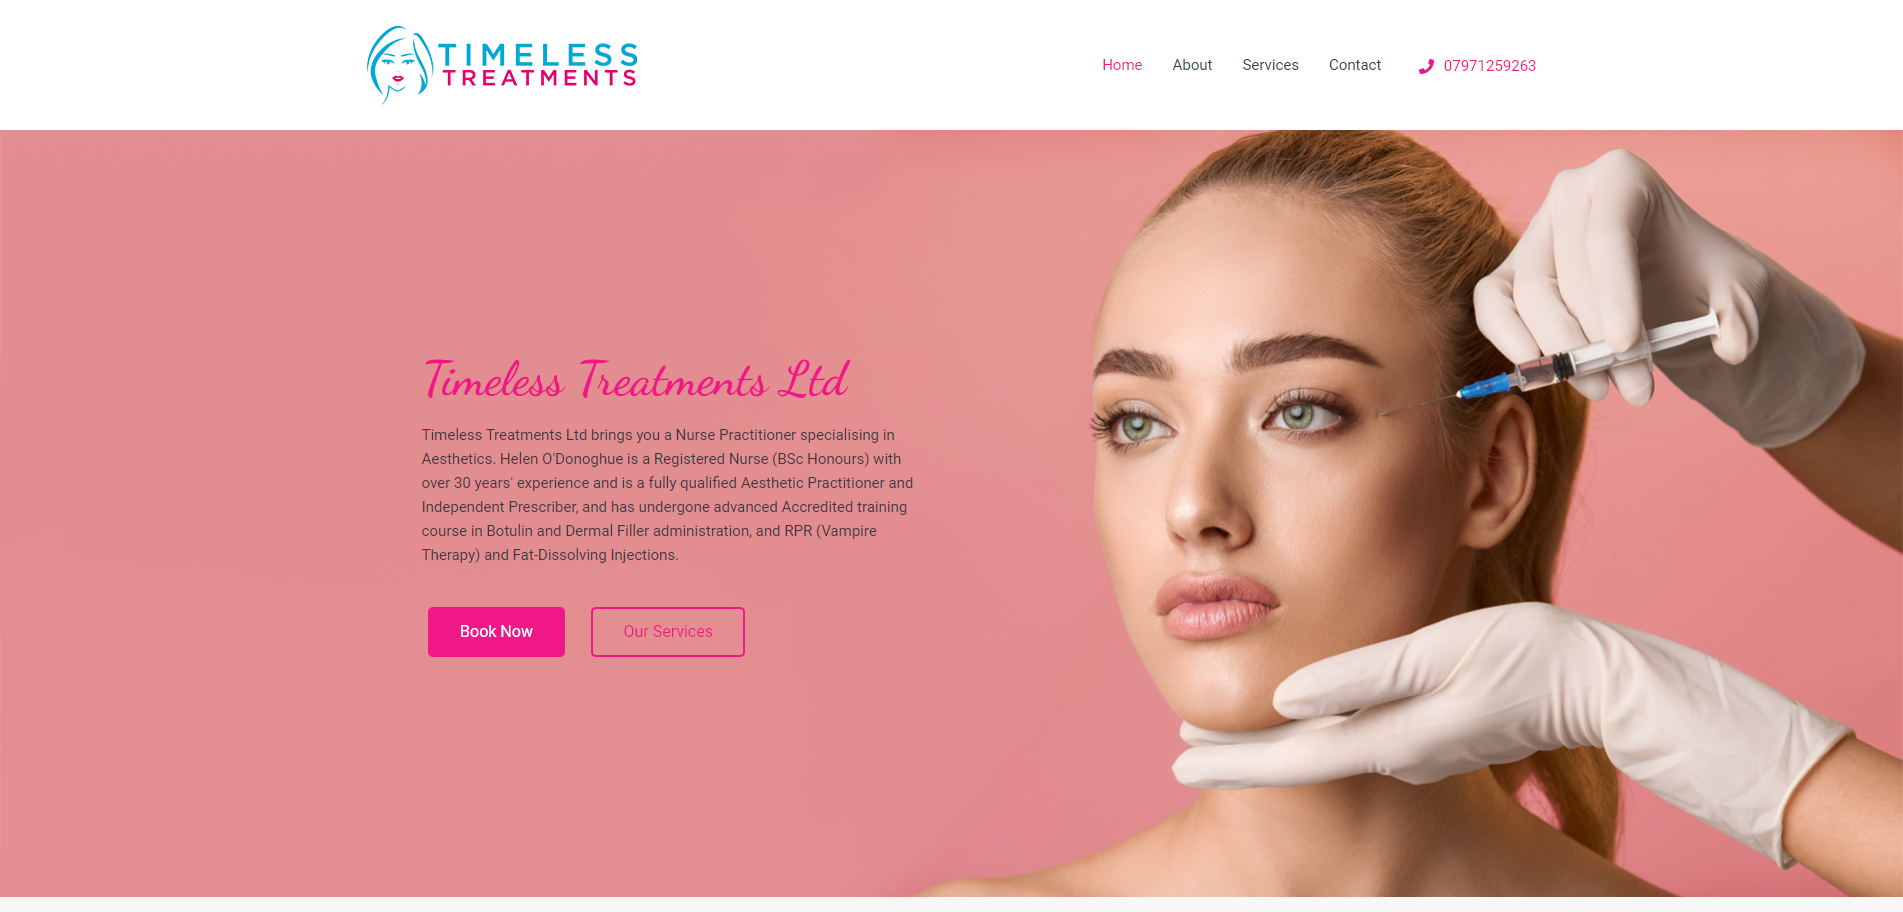 TIMELESS
TREATMENTS
Home About Services Contact 07971259263
Timeless Treatments Ltd
Timeless Treatments Ltd brings you a Nurse Practitioner specialising in
Aesthetics. Helen O'Donoghue is a Registered Nurse (BSc Honours) with
over 30 years' experience and is a fully qualified Aesthetic Practitioner and
Independent Prescriber, and has undergone advanced Accredited training
course in Botulin and Dermal Filler administration, and RPR (Vampire
Therapy) and Fat-Dissolving Injections.
Book Now Our Services